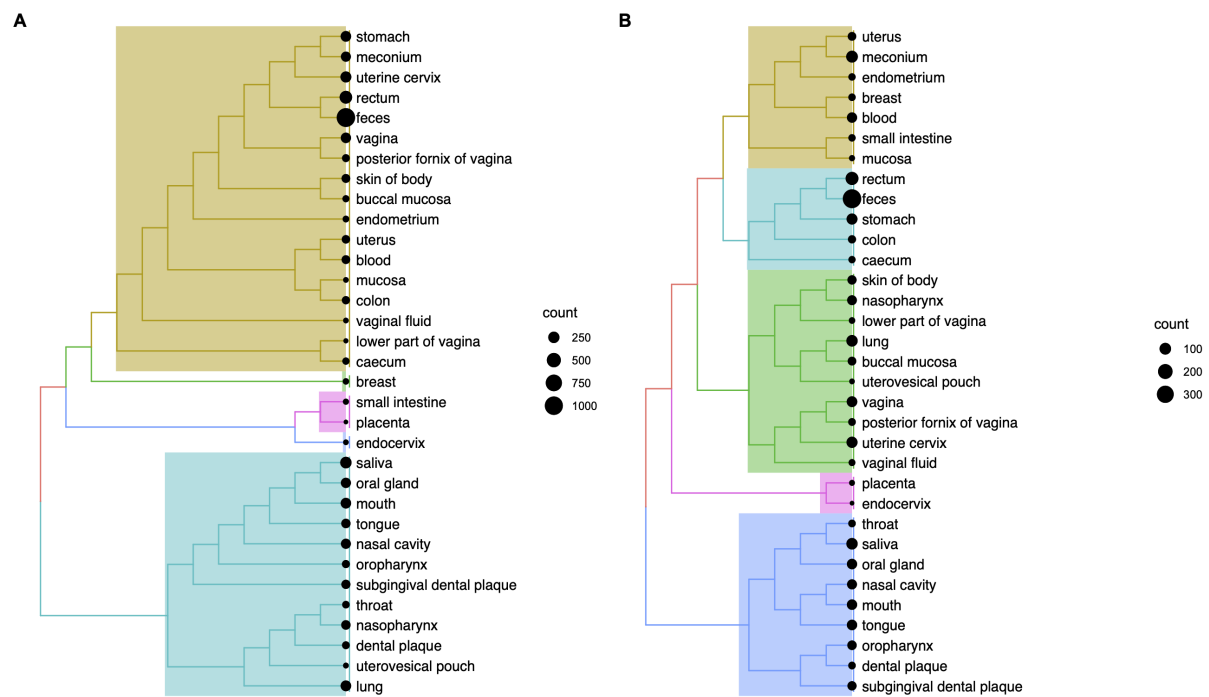 A
stomach
meconium
uterine cervix
rectum
feces
vagina
posterior fornix of vagina
skin of body
buccal mucosa
endometrium
uterus
blood
mucosa
colon
vaginal fluid
lower part of vagina
caecum
breast
small intestine
placenta
endocervix
saliva
oral gland
mouth
tongue
nasal cavity
oropharynx
subgingival dental plaque
throat
nasopharynx
dental plaque
uterovesical pouch
lung
count
250
500
750
1000
B
uterus
meconium
endometrium
breast
blood
small intestine
mucosa
rectum
feces
stomach
colon
caecum
skin of body
nasopharynx
lower part of vagina
lung
buccal mucosa
uterovesical pouch
vagina
posterior fornix of vagina
uterine cervix
vaginal fluid
placenta
endocervix
throat
saliva
oral gland
nasal cavity
mouth
tongue
oropharynx
dental plaque
subgingival dental plaque
count
100
200
300